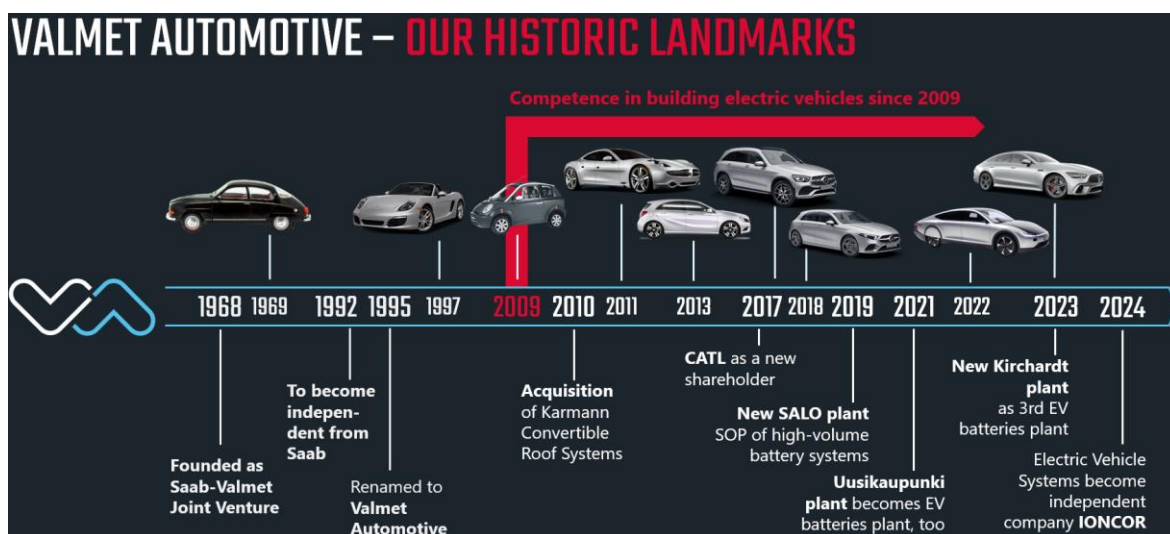 VALMET AUTOMOTIVE – OUR HISTORIC LANDMARKS
Competence in building electric vehicles since 2009
1968 1969 1992 1995 1997 2009 2010 2011 2013 2017 2018 2019 2021 2022 2023 2024
Founded as
Saab-Valmet
Joint Venture
To become
indepen-
dent from
Saab
Renamed to
Valmet
Automotive
Acquisition
of Karmann
Convertible
Roof Systems
CATL as a new
shareholder
New SALO plant
SOP of high-volume
battery systems
Uusikaupunki
plant becomes EV
batteries plant, too
New Kirchardt
plant
as 3rd EV
batteries plant
Electric Vehicle
Systems become
independent
company IONCOR